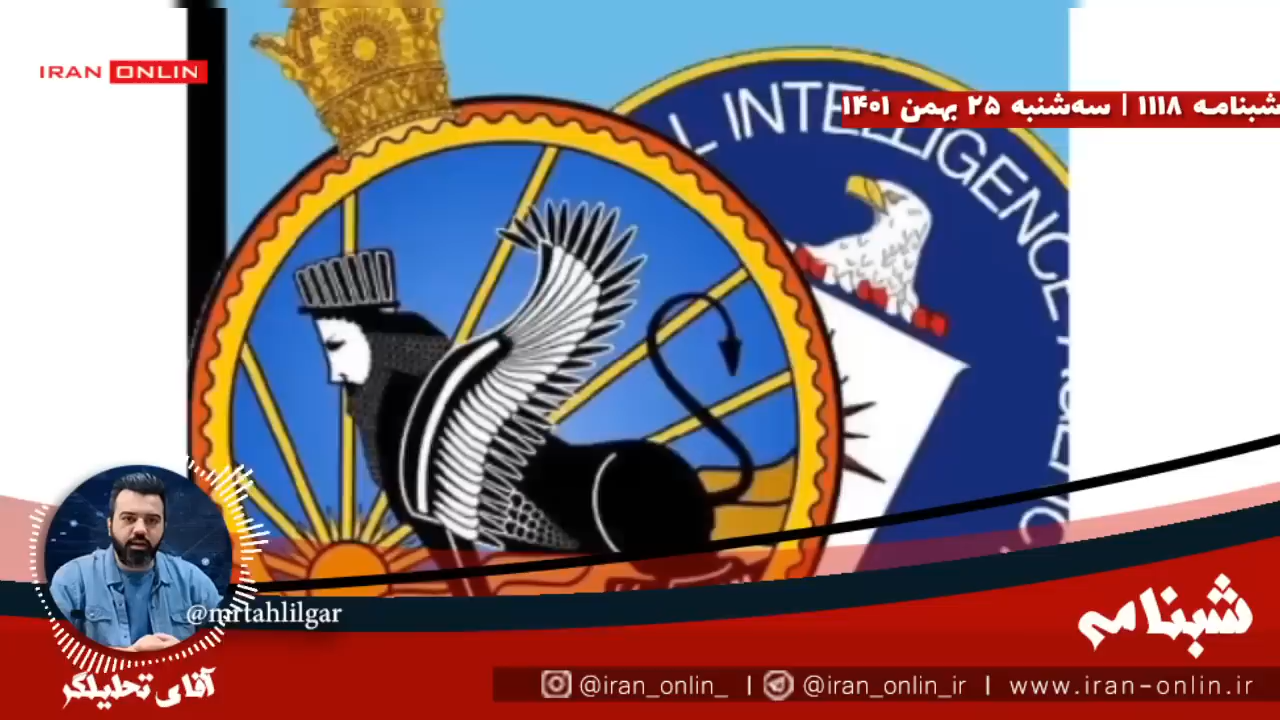 IRAN ONLIN
شبنامه ۱۱۱۸ | سه‌شنبه ۲۵ بهمن ۱۴۰۱
L INTELLIGENCE
@mrtahlilgar
شبنامه
آقای تحلیلگر
@iran_onlin_ | @iran_onlin_ir | www.iran-onlin.ir